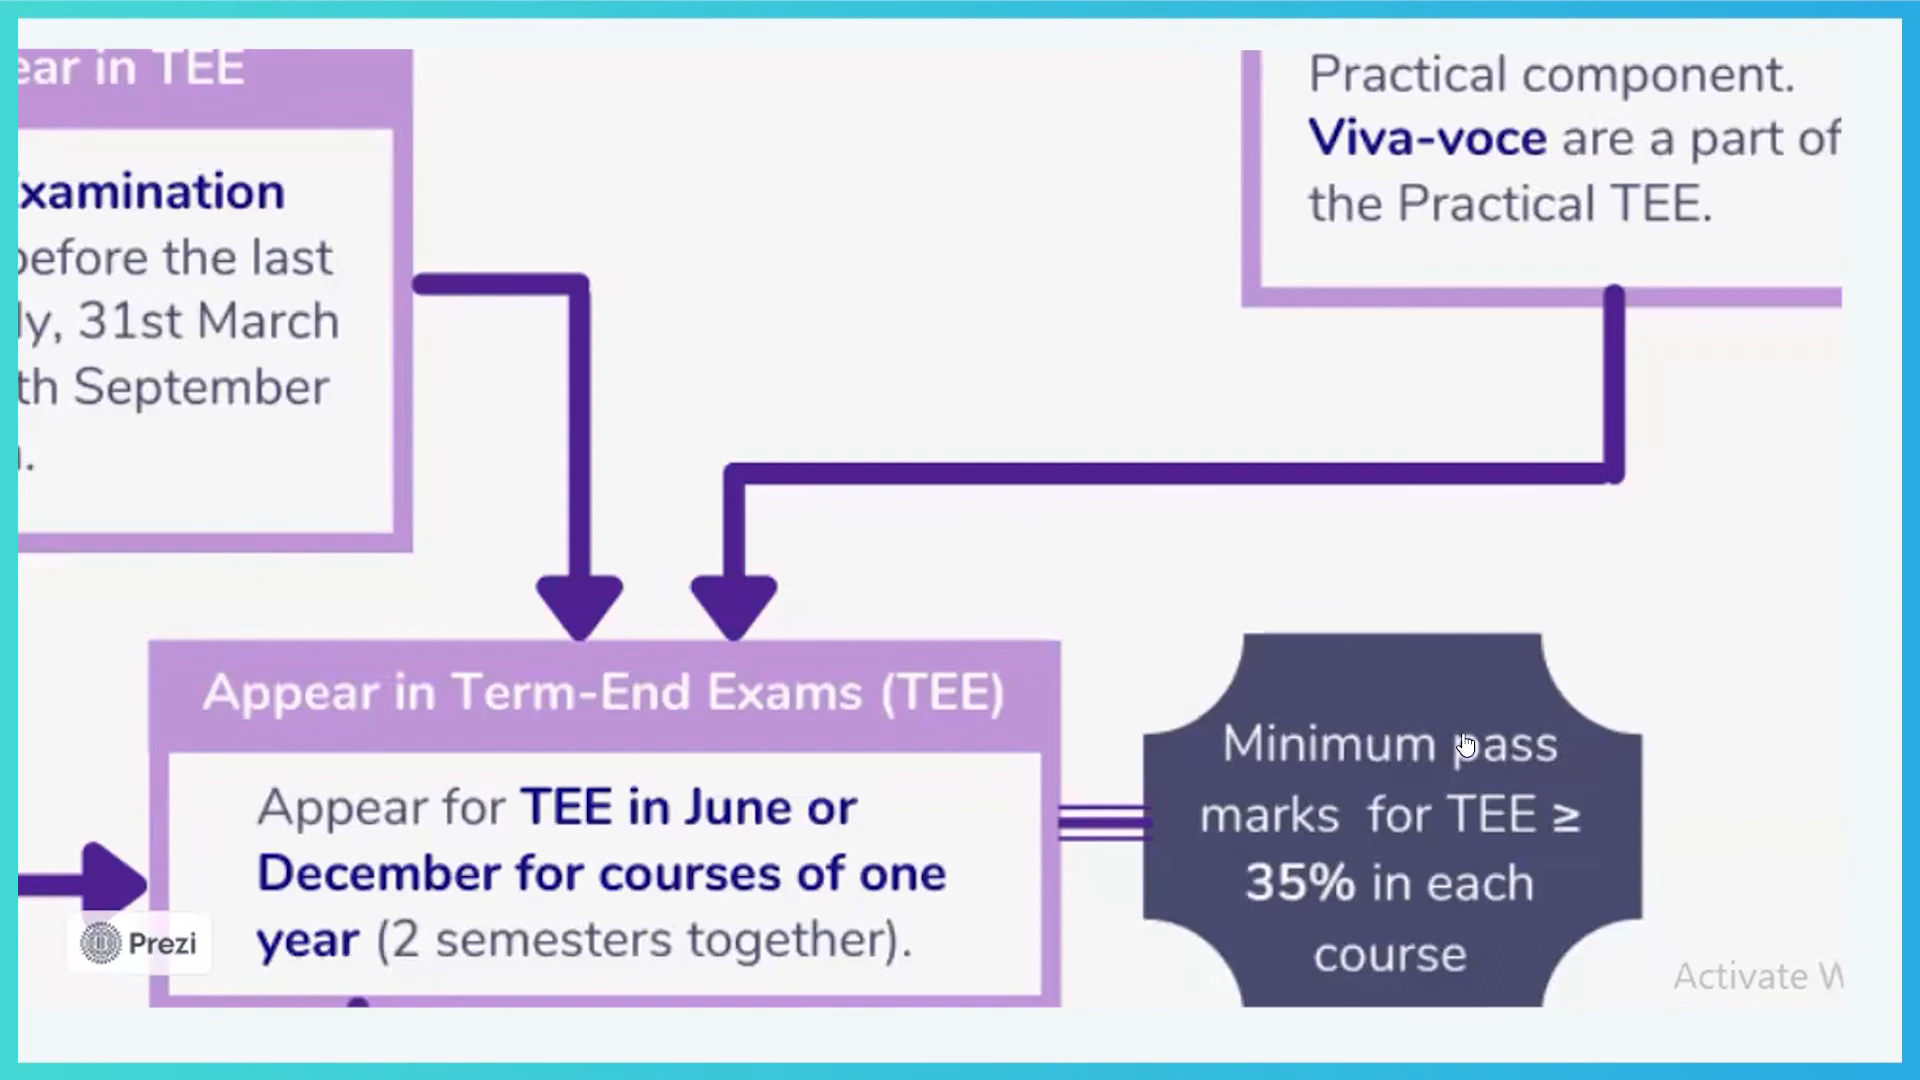 ear in TEE
xamination
before the last
ly, 31st March
th September
.
Practical component.
Viva-voce are a part of
the Practical TEE.
Appear in Term-End Exams (TEE)
Appear for TEE in June or
December for courses of one
year (2 semesters together).
Minimum pass
marks for TEE ≥
35% in each
course
Prezi
Activate W